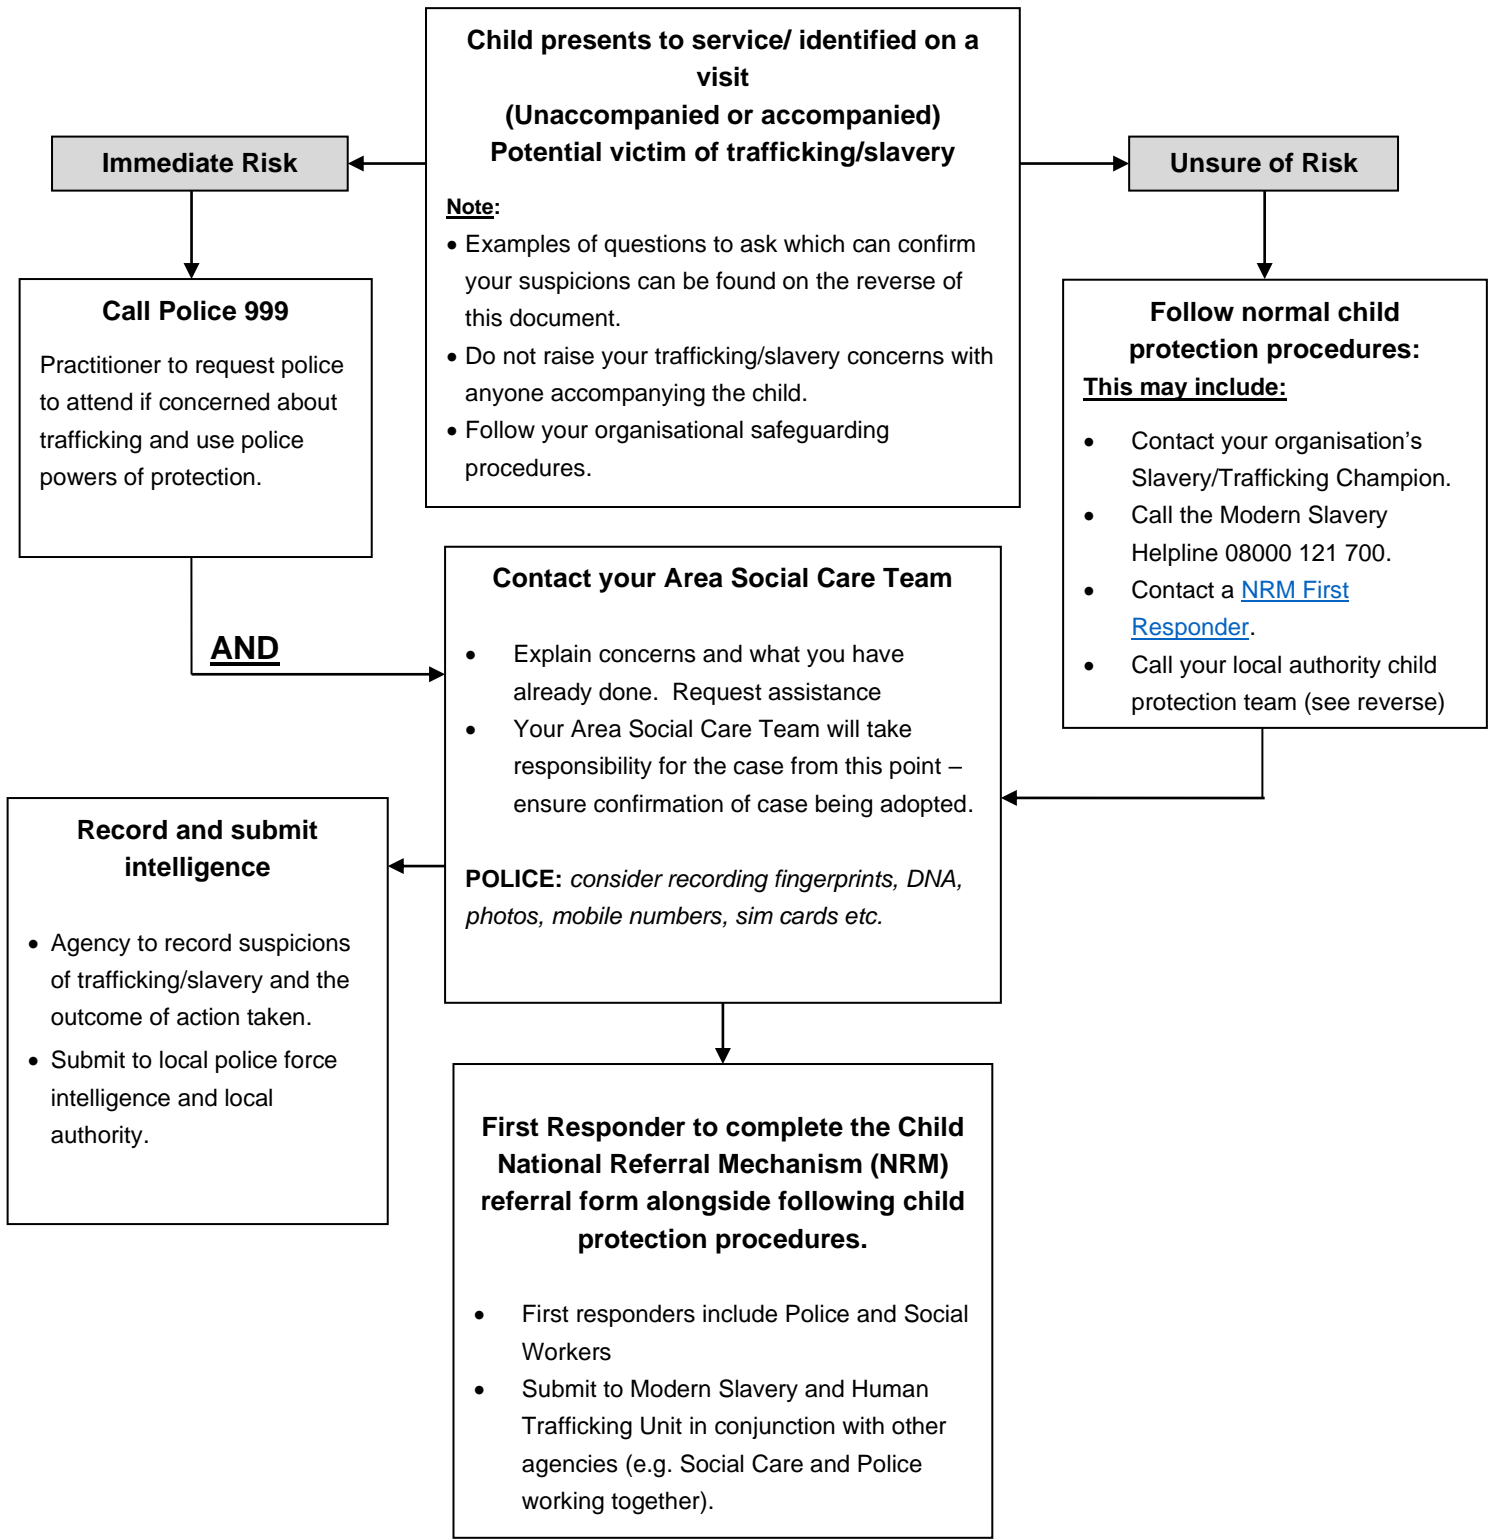 Child presents to service/ identified on a
visit
(Unaccompanied or accompanied)
Potential victim of trafficking/slavery
Note:
• Examples of questions to ask which can confirm
your suspicions can be found on the reverse of
this document.
• Do not raise your trafficking/slavery concerns with
anyone accompanying the child.
• Follow your organisational safeguarding
procedures.
Immediate Risk
Unsure of Risk
Call Police 999
Practitioner to request police
to attend if concerned about
trafficking and use police
powers of protection.
Follow normal child
protection procedures:
This may include:
• Contact your organisation’s
Slavery/Trafficking Champion.
• Call the Modern Slavery
Helpline 08000 121 700.
• Contact a NRM First
Responder.
• Call your local authority child
protection team (see reverse)
AND
Contact your Area Social Care Team
• Explain concerns and what you have
already done. Request assistance
• Your Area Social Care Team will take
responsibility for the case from this point –
ensure confirmation of case being adopted.
POLICE: consider recording fingerprints, DNA,
photos, mobile numbers, sim cards etc.
Record and submit
intelligence
• Agency to record suspicions
of trafficking/slavery and the
outcome of action taken.
• Submit to local police force
intelligence and local
authority.
First Responder to complete the Child
National Referral Mechanism (NRM)
referral form alongside following child
protection procedures.
• First responders include Police and Social
Workers
• Submit to Modern Slavery and Human
Trafficking Unit in conjunction with other
agencies (e.g. Social Care and Police
working together).